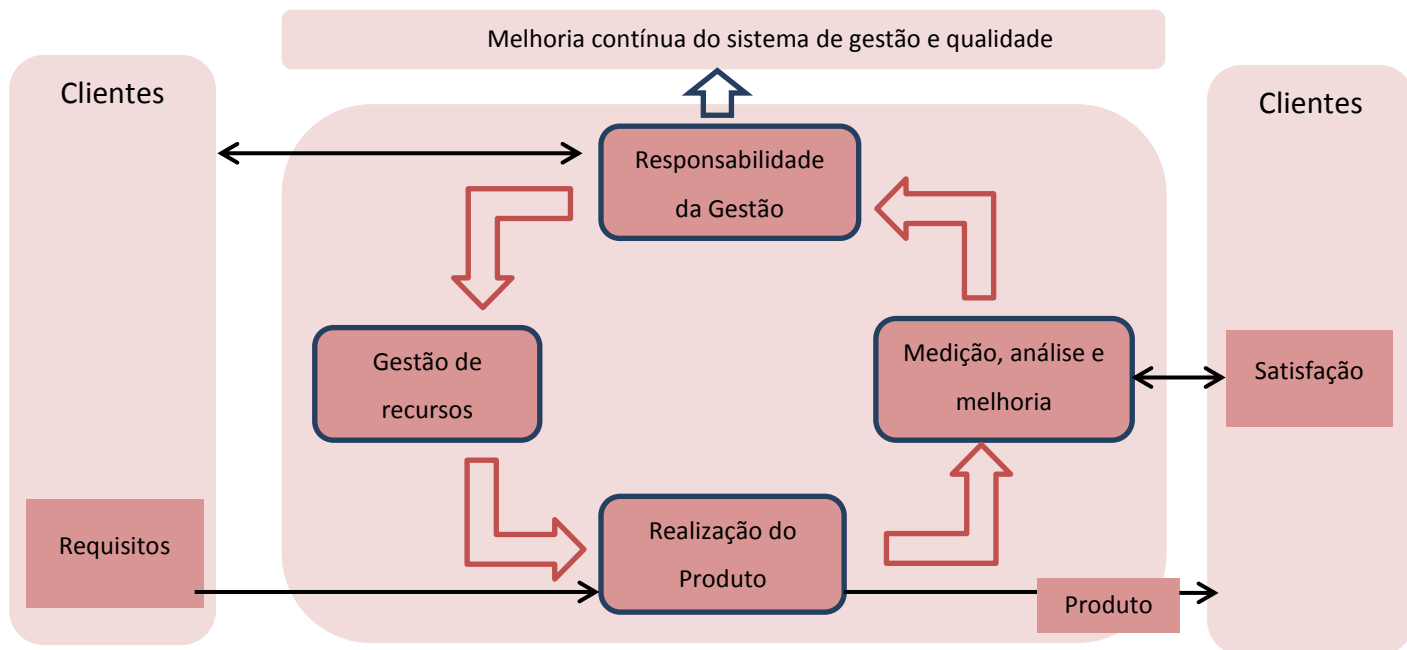 Melhoria contínua do sistema de gestão e qualidade
Clientes
Clientes
Responsabilidade
da Gestão
Gestão de
recursos
Medição, análise e
melhoria
Satisfação
Requisitos
Realização do
Produto
Produto